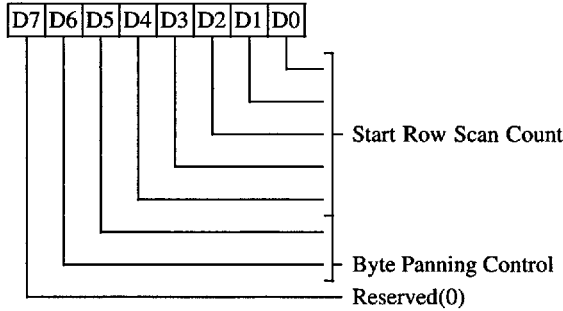 D7 D6 D5 D4 D3 D2 D1 D0
Start Row Scan Count
Byte Panning Control
Reserved(0)